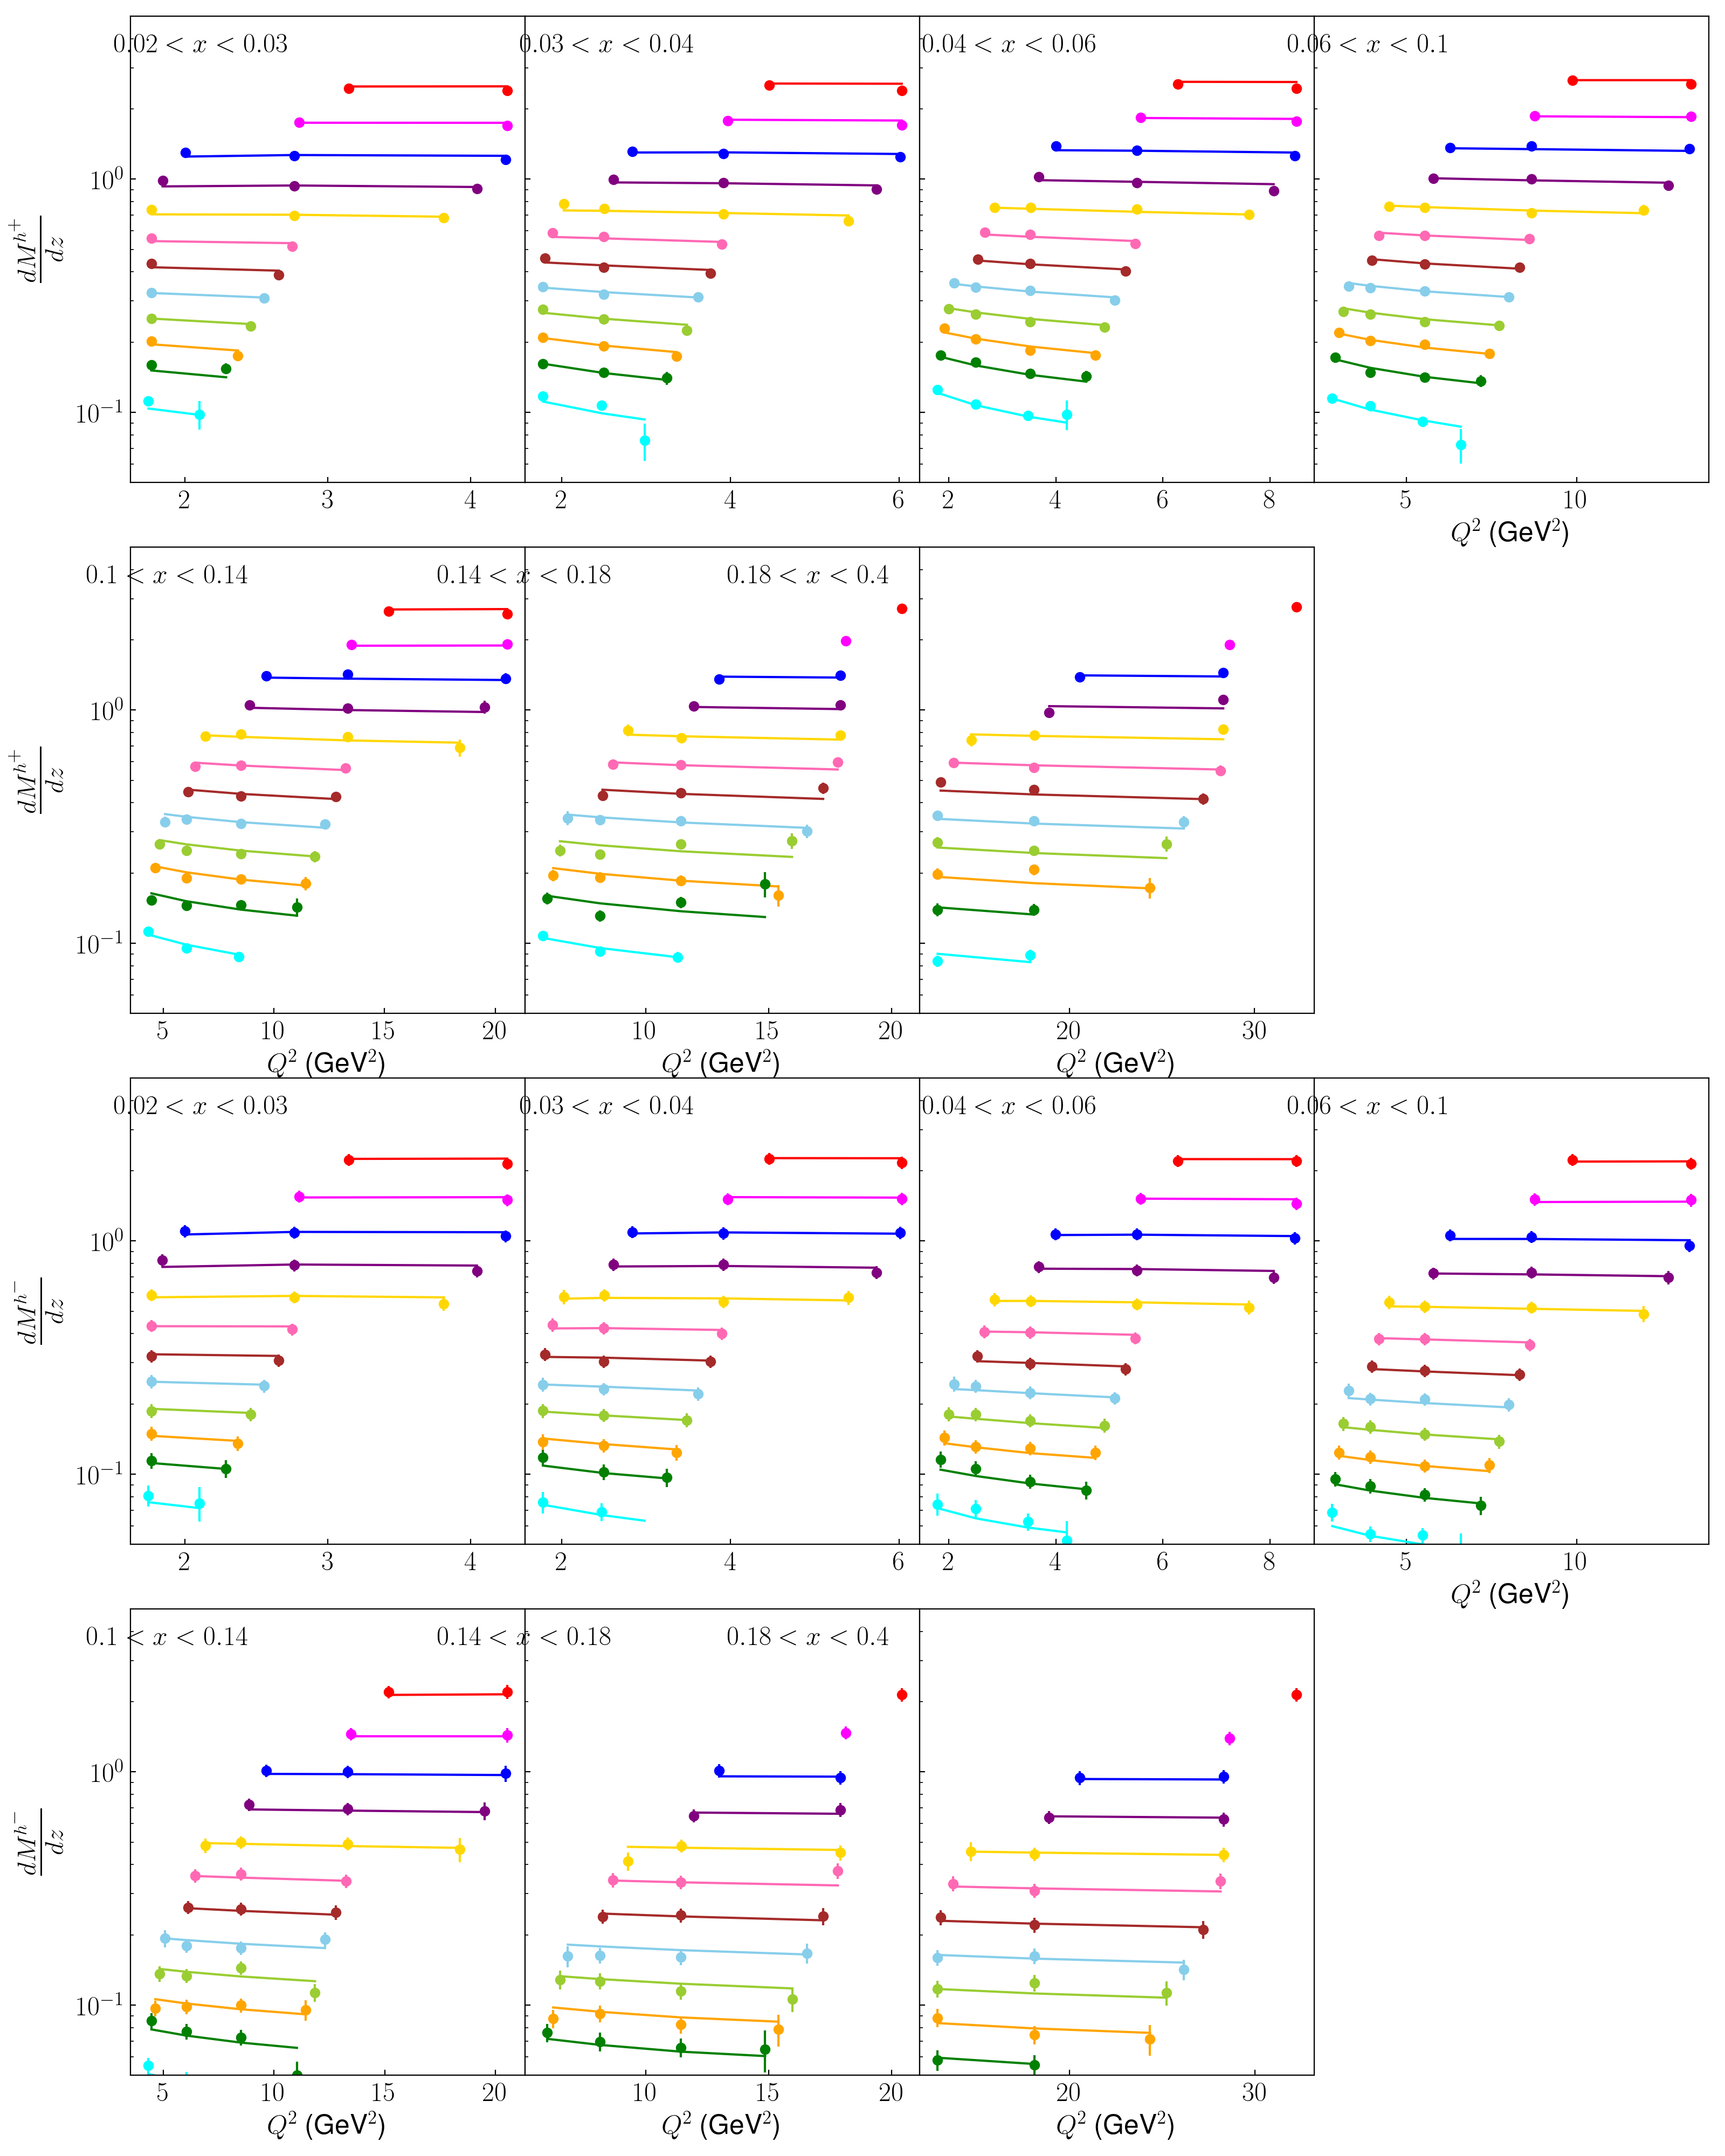 0.02 < x < 0.03 0.03 < x < 0.04 0.04 < x < 0.06 0.06 < x < 0.1
dM^{h^+}/dz
10^0
10^{-1}
2 3 4 2 4 6 2 4 6 8 5 10
Q^2 (GeV^2)
0.1 < x < 0.14 0.14 < x < 0.18 0.18 < x < 0.4
dM^{h^+}/dz
10^0
10^{-1}
5 10 15 20 10 15 20 20 30
Q^2 (GeV^2) Q^2 (GeV^2) Q^2 (GeV^2)
0.02 < x < 0.03 0.03 < x < 0.04 0.04 < x < 0.06 0.06 < x < 0.1
dM^{h^-}/dz
10^0
10^{-1}
2 3 4 2 4 6 2 4 6 8 5 10
Q^2 (GeV^2)
0.1 < x < 0.14 0.14 < x < 0.18 0.18 < x < 0.4
dM^{h^-}/dz
10^0
10^{-1}
5 10 15 20 10 15 20 20 30
Q^2 (GeV^2) Q^2 (GeV^2) Q^2 (GeV^2)